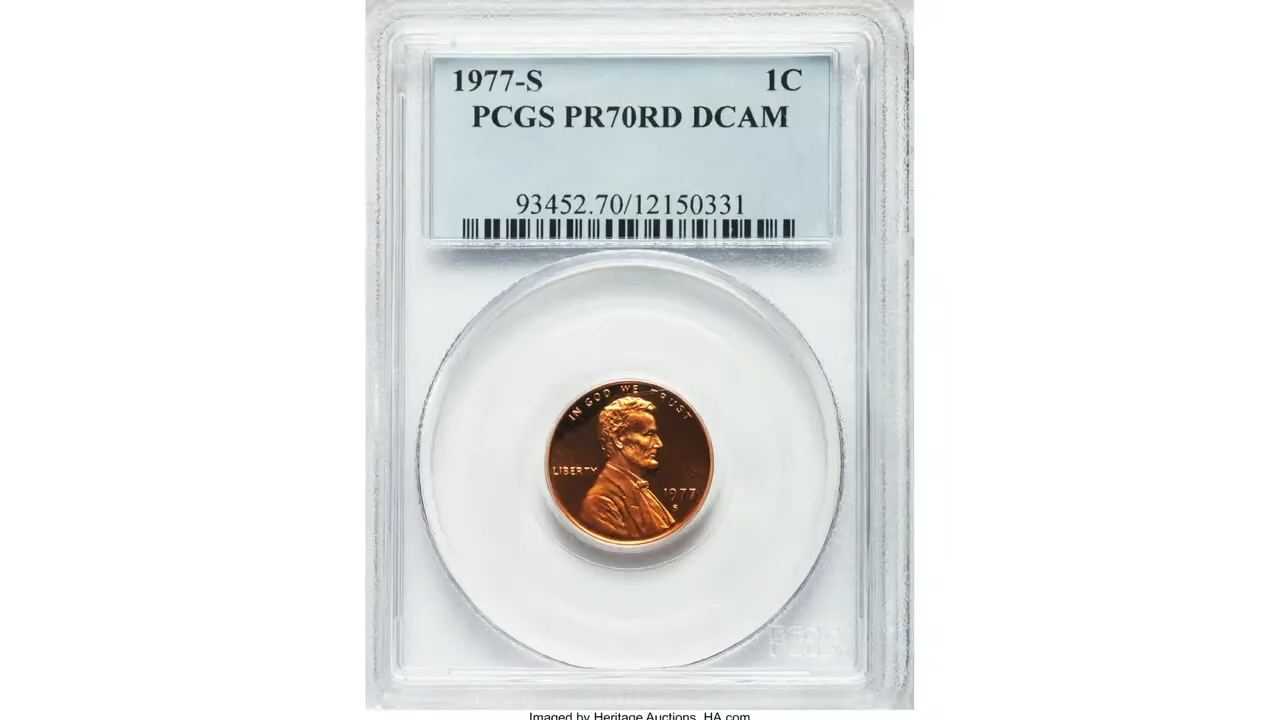 1977-S 1C
PCGS PR70RD DCAM
93452.70/12150331
IN GOD WE TRUST
LIBERTY
1977
S
PCGS
Imaged by Heritage Auctions, HA.com